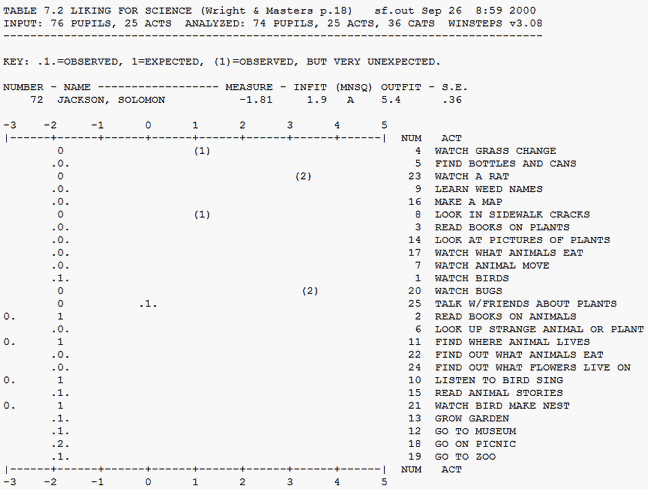 TABLE 7.2 LIKING FOR SCIENCE (Wright & Masters p.18)   sf.out Sep 26  8:59 2000
INPUT: 76 PUPILS, 25 ACTS  ANALYZED: 74 PUPILS, 25 ACTS, 36 CATS  WINSTEPS v3.08
--------------------------------------------------------------------------------
KEY: .1.=OBSERVED, 1=EXPECTED, (1)=OBSERVED, BUT VERY UNEXPECTED.
NUMBER - NAME ------------------ MEASURE - INFIT (MNSQ) OUTFIT - S.E.
72  JACKSON, SOLOMON           -1.81     1.9  A    5.4     .36
-3     -2     -1      0      1      2      3      4      5
|------+------+-------+------+------+------+------+------|  NUM   ACT
0                   (1)                               4  WATCH GRASS CHANGE
.0.                                                    5  FIND BOTTLES AND CANS
0                                  (2)               23  WATCH A RAT
.0.                                                    9  LEARN WEED NAMES
.0.                                                   16  MAKE A MAP
0                   (1)                               8  LOOK IN SIDEWALK CRACKS
.0.                                                    3  READ BOOKS ON PLANTS
.0.                                                   14  LOOK AT PICTURES OF PLANTS
.0.                                                   17  WATCH WHAT ANIMALS EAT
.0.                                                    7  WATCH ANIMAL MOVE
.1.                                                    1  WATCH BIRDS
0                                   (2)              20  WATCH BUGS
0           .1.                                      25  TALK W/FRIENDS ABOUT PLANTS
0.      1                                                     2  READ BOOKS ON ANIMALS
.0.                                                    6  LOOK UP STRANGE ANIMAL OR PLANT
0.      1                                                    11  FIND WHERE ANIMAL LIVES
.0.                                                   22  FIND OUT WHAT ANIMALS EAT
.0.                                                   24  FIND OUT WHAT FLOWERS LIVE ON
0.      1                                                    10  LISTEN TO BIRD SING
.1.                                                   15  READ ANIMAL STORIES
0.      1                                                    21  WATCH BIRD MAKE NEST
.1.                                                   13  GROW GARDEN
.1.                                                   12  GO TO MUSEUM
.2.                                                   18  GO ON PICNIC
.1.                                                   19  GO TO ZOO
|------+------+-------+------+------+------+------+------|  NUM   ACT
-3     -2     -1      0      1      2      3      4      5